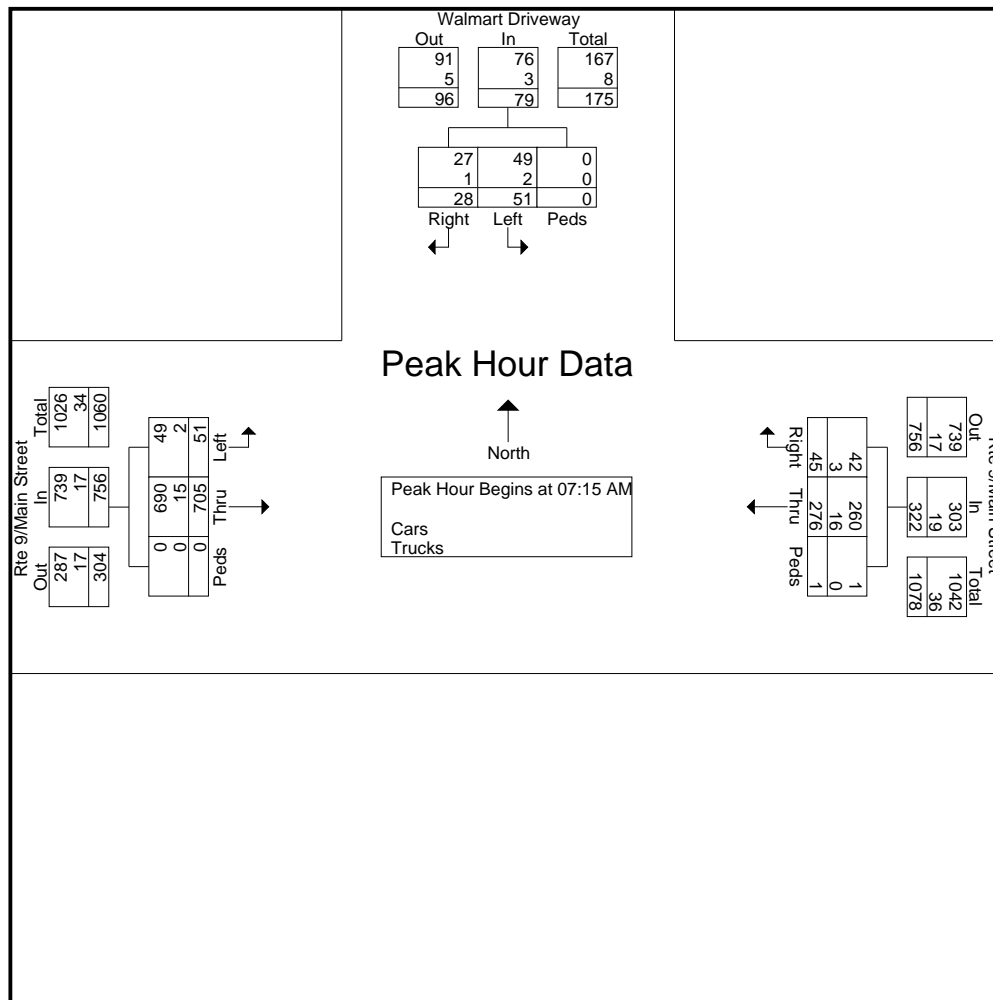 Walmart Driveway
Out In Total
91 76 167
5 3 8
96 79 175
27 49 0
1 2 0
28 51 0
Right Left Peds
Peak Hour Data
North
Peak Hour Begins at 07:15 AM
Cars
Trucks
Rte 9/Main Street
Out In Total
287 739 1026
17 17 34
304 756 1060
49 690 0
2 15 0
51 705 0
Left Thru Peds
Rte 9/Main Street
Out In Total
739 303 1042
17 19 36
756 322 1078
42 260 1
3 16 0
45 276 1
Right Thru Peds